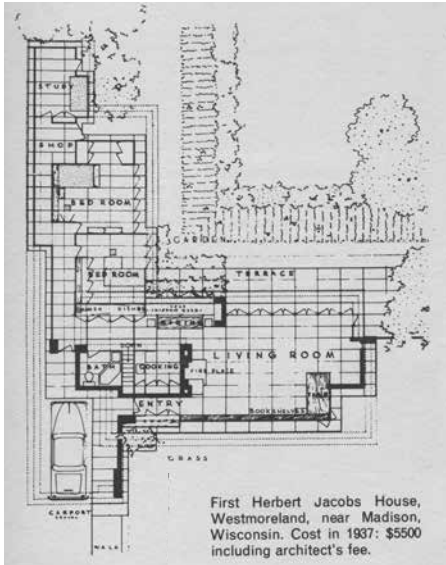 STUDY
SHOP
BED ROOM
GARDEN
BED ROOM
TERRACE
LIVING ROOM
DOWN
BATH
COOKING
FIRE PLACE
ENTRY
BOOKSHELVES
GRASS
CARPORT
WALK
First Herbert Jacobs House,
Westmoreland, near Madison,
Wisconsin. Cost in 1937: $5500
including architect's fee.